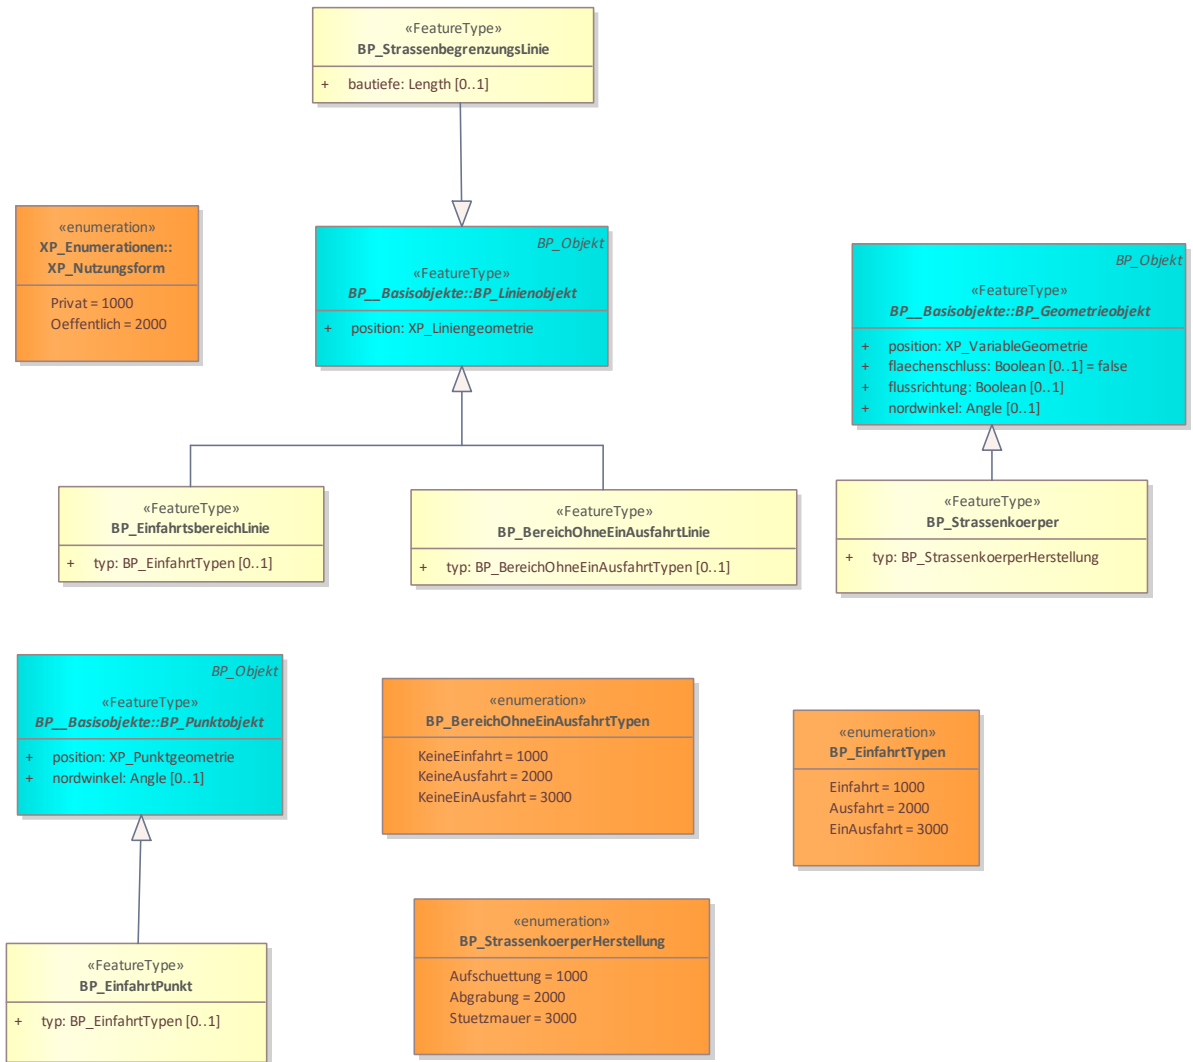 «FeatureType»
BP_StrassenbegrenzungsLinie
+ bautiefe: Length [0..1]
«enumeration»
XP_Enumerationen::
XP_Nutzungsform
Privat = 1000
Oeffentlich = 2000
BP_Objekt
«FeatureType»
BP__Basisobjekte::BP_Linienobjekt
+ position: XP_Liniengeometrie
BP_Objekt
«FeatureType»
BP__Basisobjekte::BP_Geometrieobjekt
+ position: XP_VariableGeometrie
+ flaechenschluss: Boolean [0..1] = false
+ flussrichtung: Boolean [0..1]
+ nordwinkel: Angle [0..1]
«FeatureType»
BP_EinfahrtsbereichLinie
+ typ: BP_EinfahrtTypen [0..1]
«FeatureType»
BP_BereichOhneEinAusfahrtLinie
+ typ: BP_BereichOhneEinAusfahrtTypen [0..1]
«FeatureType»
BP_Strassenkoerper
+ typ: BP_StrassenkoerperHerstellung
BP_Objekt
«FeatureType»
BP__Basisobjekte::BP_Punktobjekt
+ position: XP_Punktgeometrie
+ nordwinkel: Angle [0..1]
«enumeration»
BP_BereichOhneEinAusfahrtTypen
KeineEinfahrt = 1000
KeineAusfahrt = 2000
KeineEinAusfahrt = 3000
«enumeration»
BP_EinfahrtTypen
Einfahrt = 1000
Ausfahrt = 2000
EinAusfahrt = 3000
«enumeration»
BP_StrassenkoerperHerstellung
Aufschuettung = 1000
Abgrabung = 2000
Stuetzmauer = 3000
«FeatureType»
BP_EinfahrtPunkt
+ typ: BP_EinfahrtTypen [0..1]